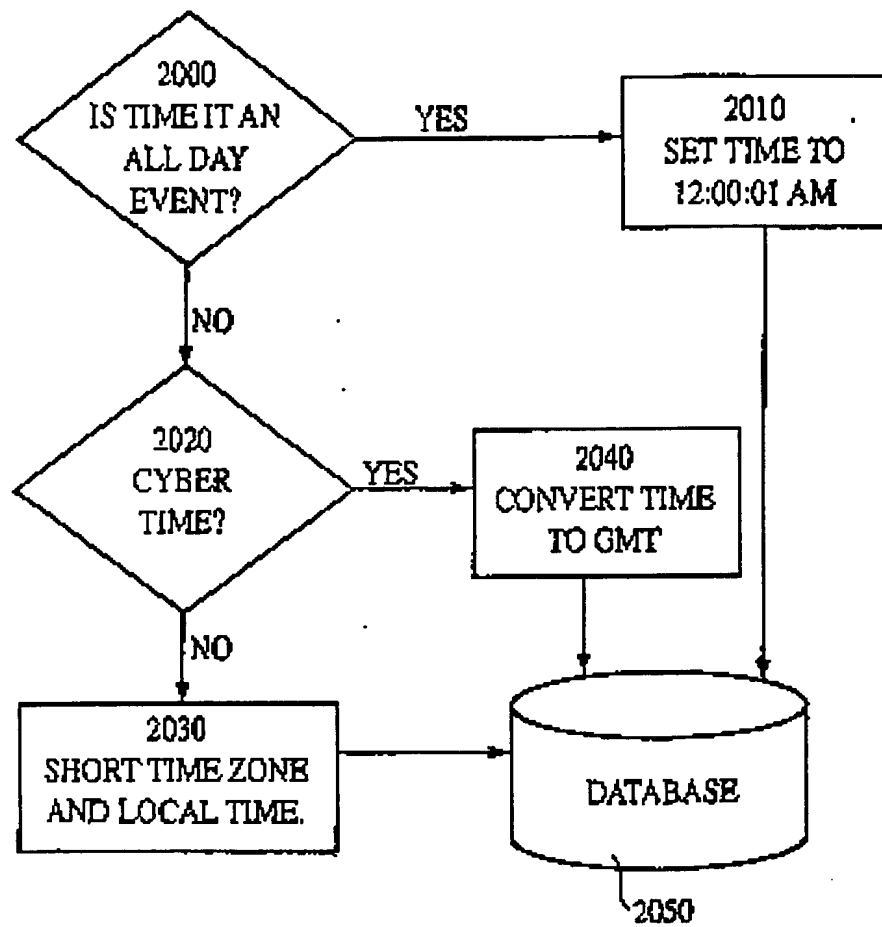 2000
IS TIME IT AN
ALL DAY
EVENT?
YES
2010
SET TIME TO
12:00:01 AM
NO
2020
CYBER
TIME?
YES
2040
CONVERT TIME
TO GMT
NO
2030
SHORT TIME ZONE
AND LOCAL TIME.
DATABASE
2050